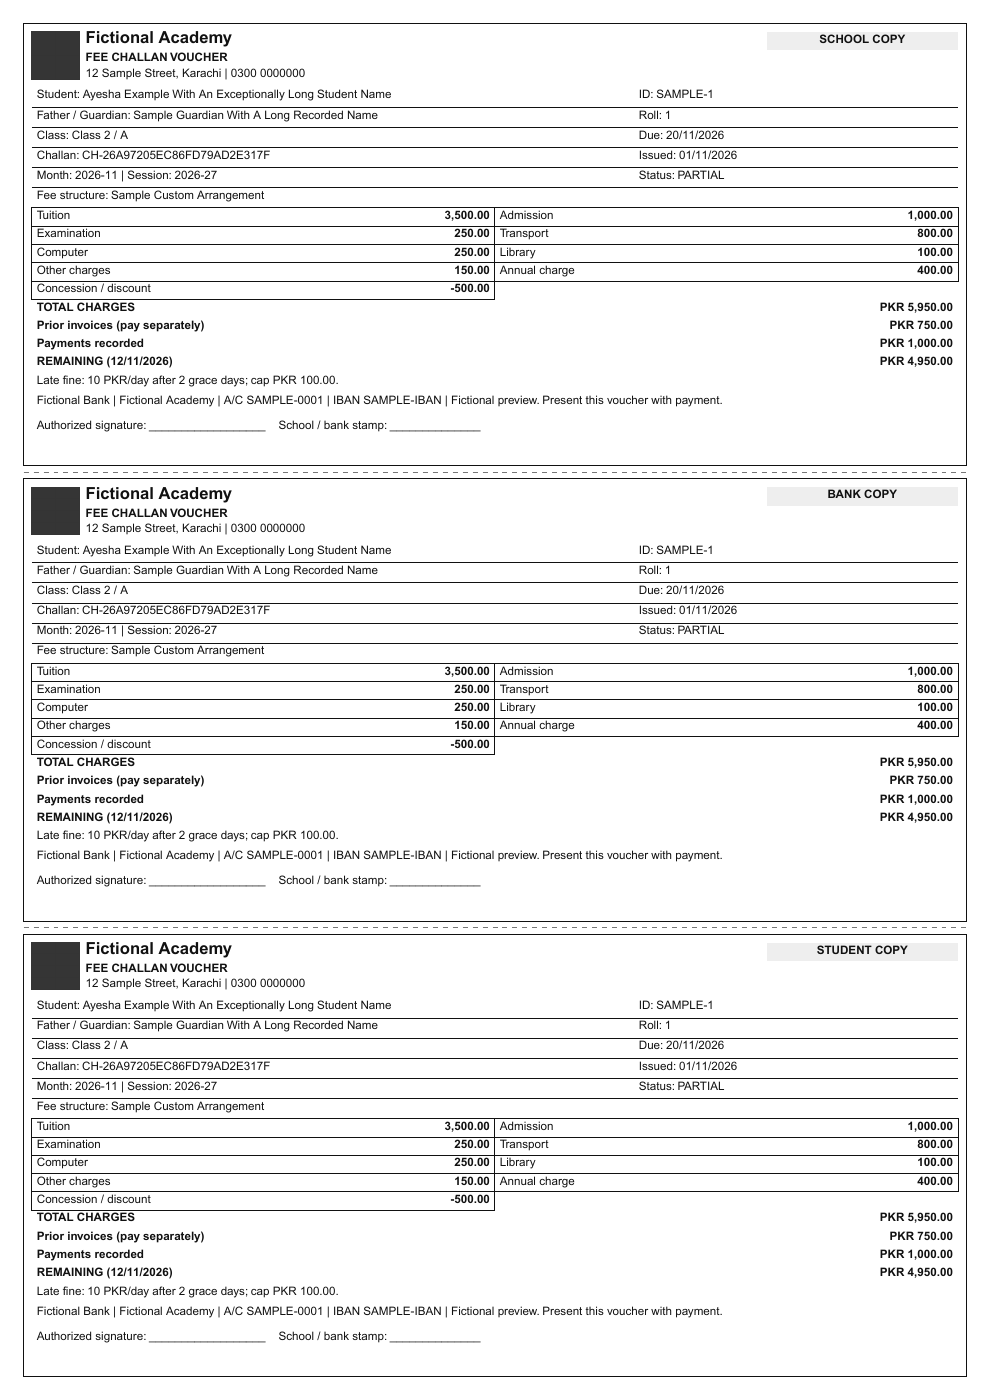 Fictional Academy
SCHOOL COPY
FEE CHALLAN VOUCHER
12 Sample Street, Karachi | 0300 0000000
Student: Ayesha Example With An Exceptionally Long Student Name ID: SAMPLE-1
Father / Guardian: Sample Guardian With A Long Recorded Name Roll: 1
Class: Class 2 / A Due: 20/11/2026
Challan: CH-26A97205EC86FD79AD2E317F Issued: 01/11/2026
Month: 2026-11 | Session: 2026-27 Status: PARTIAL
Fee structure: Sample Custom Arrangement
Tuition 3,500.00 Admission 1,000.00
Examination 250.00 Transport 800.00
Computer 250.00 Library 100.00
Other charges 150.00 Annual charge 400.00
Concession / discount -500.00
TOTAL CHARGES PKR 5,950.00
Prior invoices (pay separately) PKR 750.00
Payments recorded PKR 1,000.00
REMAINING (12/11/2026) PKR 4,950.00
Late fine: 10 PKR/day after 2 grace days; cap PKR 100.00.
Fictional Bank | Fictional Academy | A/C SAMPLE-0001 | IBAN SAMPLE-IBAN | Fictional preview. Present this voucher with payment.
Authorized signature: __________________ School / bank stamp: ______________
Fictional Academy
BANK COPY
FEE CHALLAN VOUCHER
12 Sample Street, Karachi | 0300 0000000
Student: Ayesha Example With An Exceptionally Long Student Name ID: SAMPLE-1
Father / Guardian: Sample Guardian With A Long Recorded Name Roll: 1
Class: Class 2 / A Due: 20/11/2026
Challan: CH-26A97205EC86FD79AD2E317F Issued: 01/11/2026
Month: 2026-11 | Session: 2026-27 Status: PARTIAL
Fee structure: Sample Custom Arrangement
Tuition 3,500.00 Admission 1,000.00
Examination 250.00 Transport 800.00
Computer 250.00 Library 100.00
Other charges 150.00 Annual charge 400.00
Concession / discount -500.00
TOTAL CHARGES PKR 5,950.00
Prior invoices (pay separately) PKR 750.00
Payments recorded PKR 1,000.00
REMAINING (12/11/2026) PKR 4,950.00
Late fine: 10 PKR/day after 2 grace days; cap PKR 100.00.
Fictional Bank | Fictional Academy | A/C SAMPLE-0001 | IBAN SAMPLE-IBAN | Fictional preview. Present this voucher with payment.
Authorized signature: __________________ School / bank stamp: ______________
Fictional Academy
STUDENT COPY
FEE CHALLAN VOUCHER
12 Sample Street, Karachi | 0300 0000000
Student: Ayesha Example With An Exceptionally Long Student Name ID: SAMPLE-1
Father / Guardian: Sample Guardian With A Long Recorded Name Roll: 1
Class: Class 2 / A Due: 20/11/2026
Challan: CH-26A97205EC86FD79AD2E317F Issued: 01/11/2026
Month: 2026-11 | Session: 2026-27 Status: PARTIAL
Fee structure: Sample Custom Arrangement
Tuition 3,500.00 Admission 1,000.00
Examination 250.00 Transport 800.00
Computer 250.00 Library 100.00
Other charges 150.00 Annual charge 400.00
Concession / discount -500.00
TOTAL CHARGES PKR 5,950.00
Prior invoices (pay separately) PKR 750.00
Payments recorded PKR 1,000.00
REMAINING (12/11/2026) PKR 4,950.00
Late fine: 10 PKR/day after 2 grace days; cap PKR 100.00.
Fictional Bank | Fictional Academy | A/C SAMPLE-0001 | IBAN SAMPLE-IBAN | Fictional preview. Present this voucher with payment.
Authorized signature: __________________ School / bank stamp: ______________